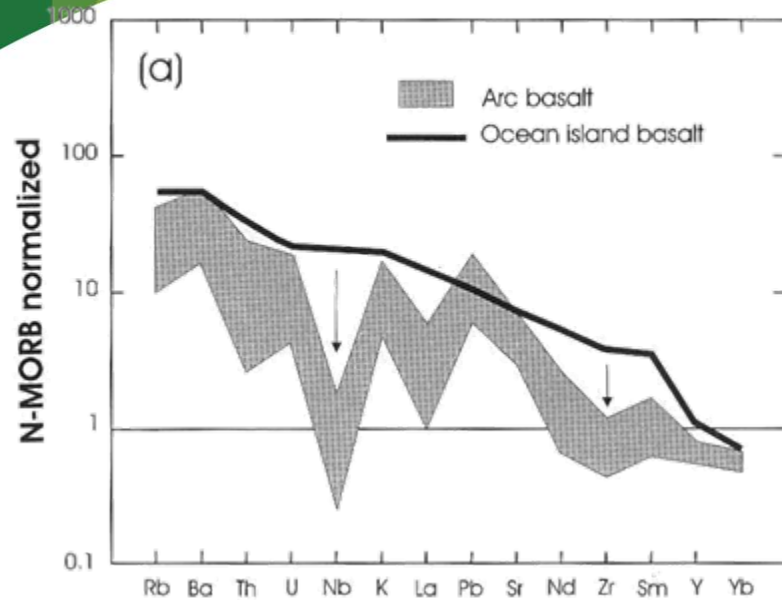 1000
(a)
Arc basalt
Ocean island basalt
100
N-MORB normalized
10
1
0.1
Rb Ba Th U Nb K La Pb Sr Nd Zr Sm Y Yb